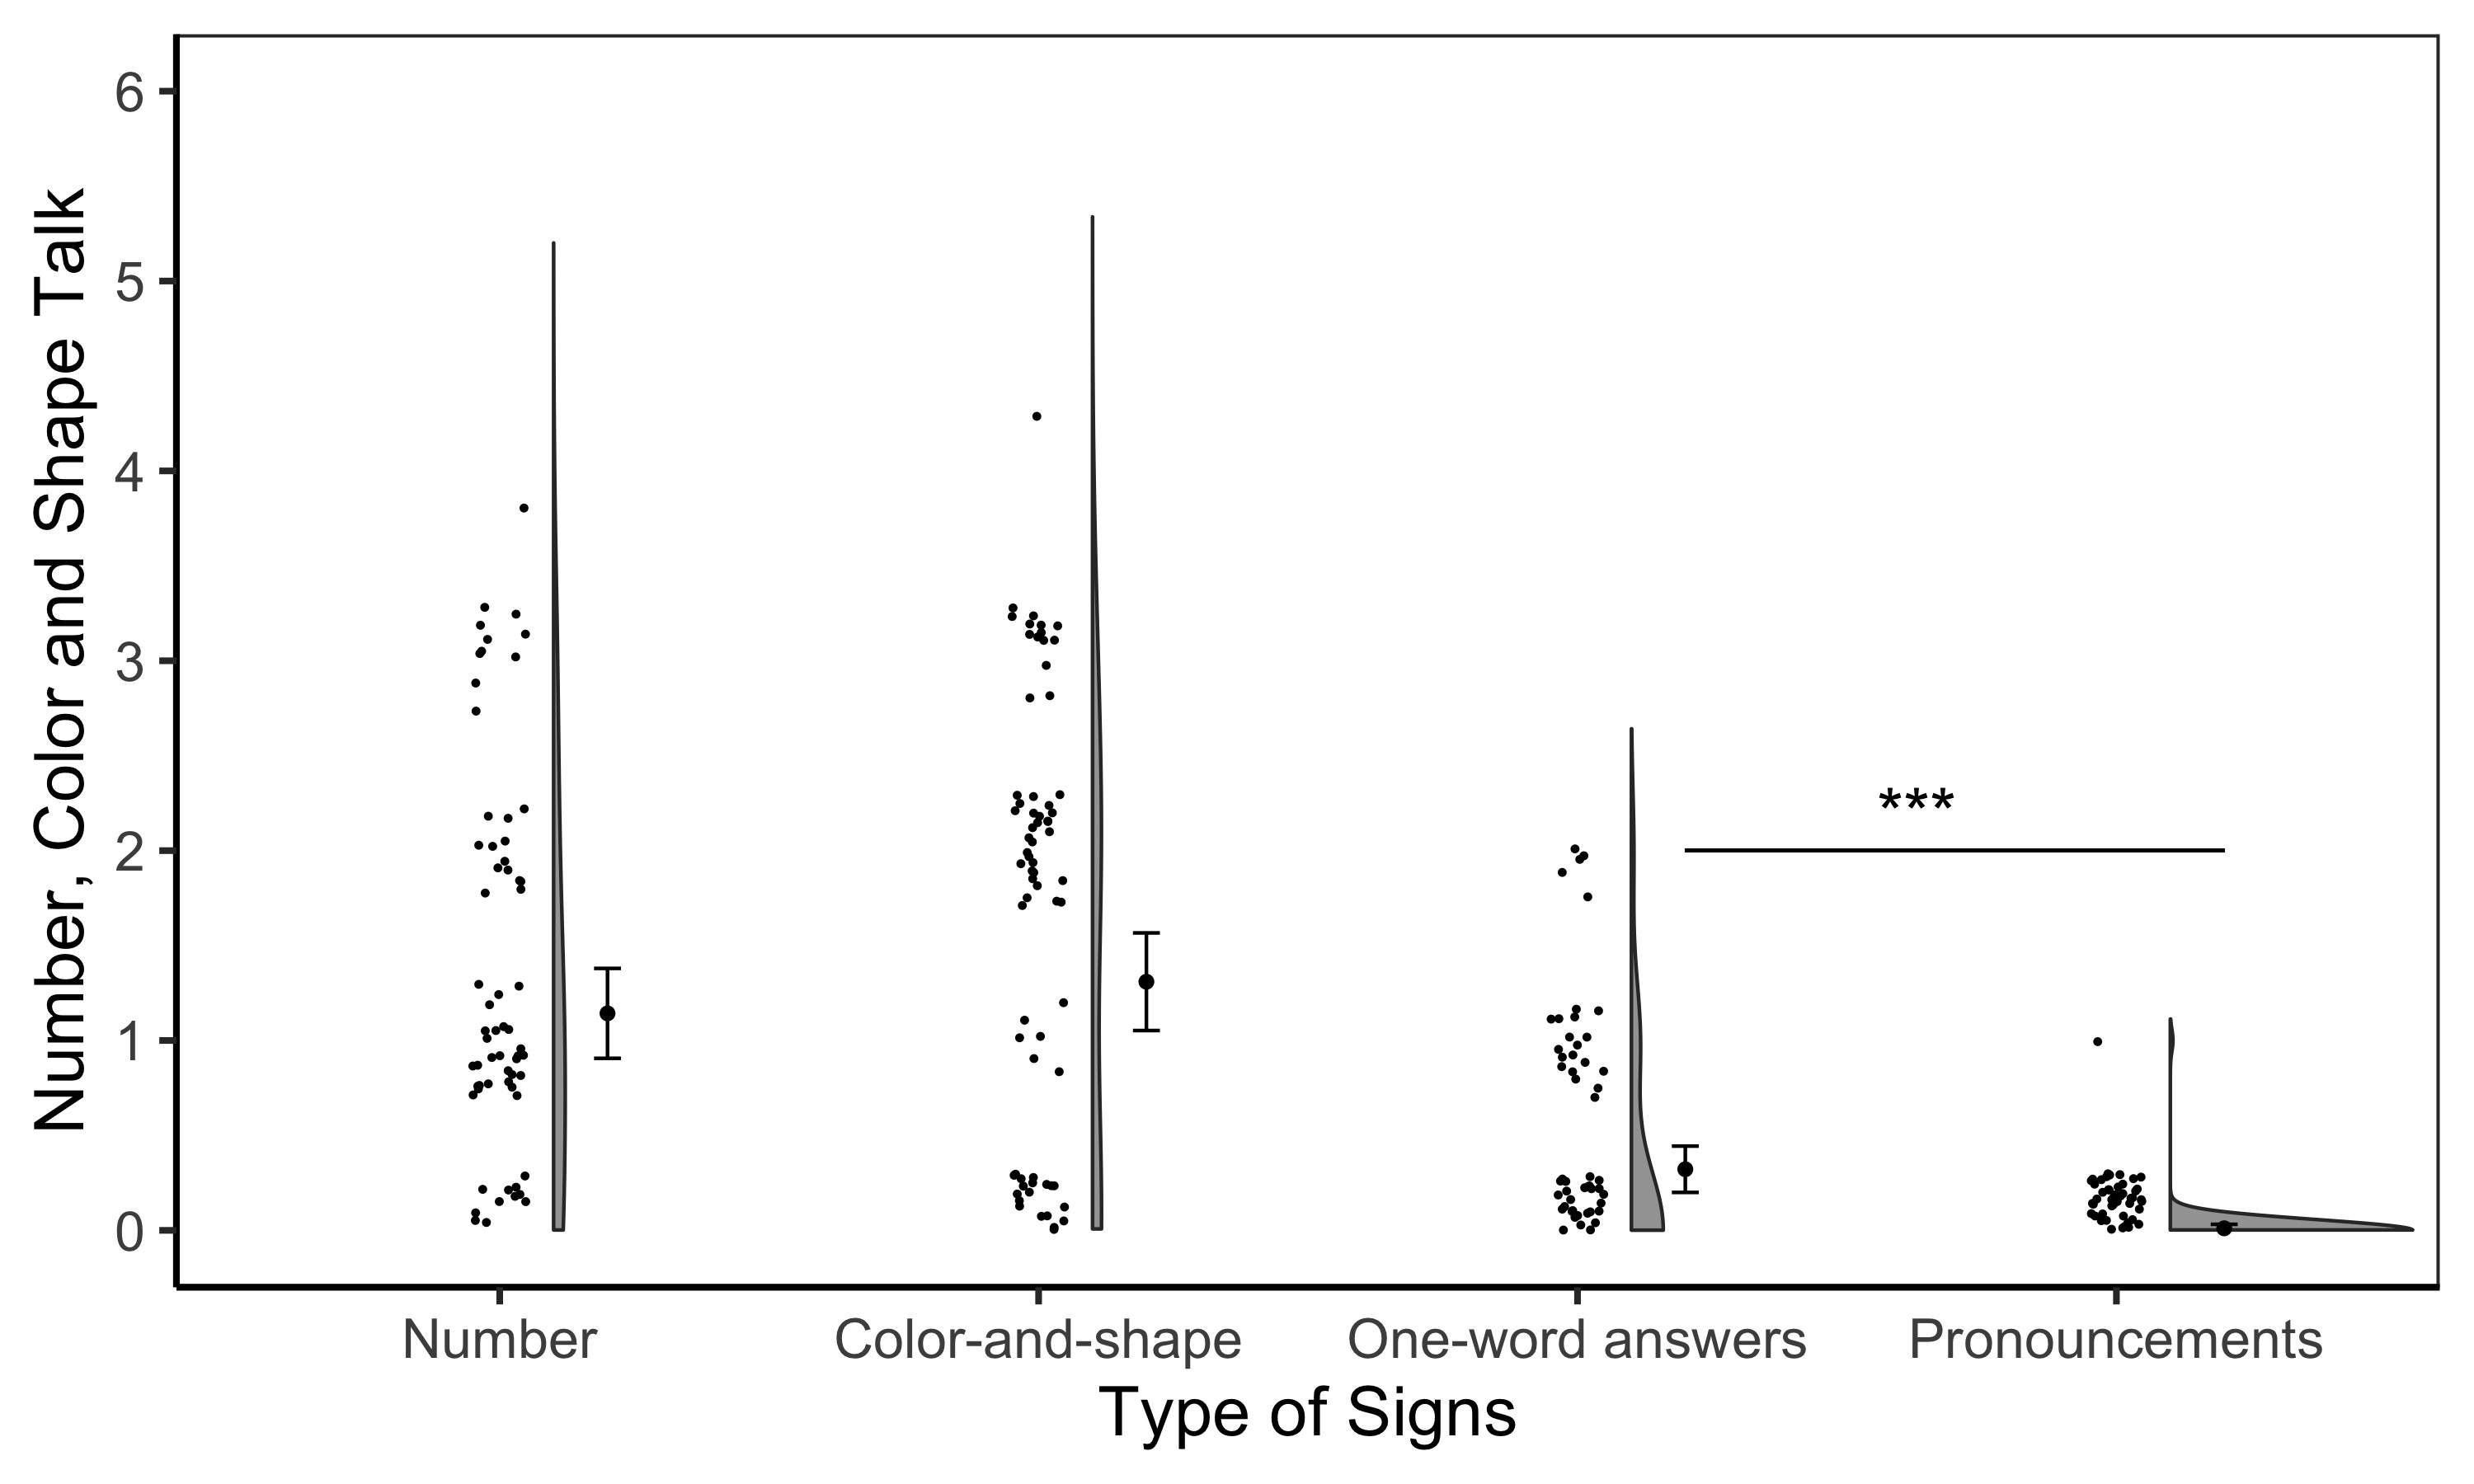 Number, Color and Shape Talk
6
5
4
3
2
1
0
***
Number
Color-and-shape
One-word answers
Pronouncements
Type of Signs